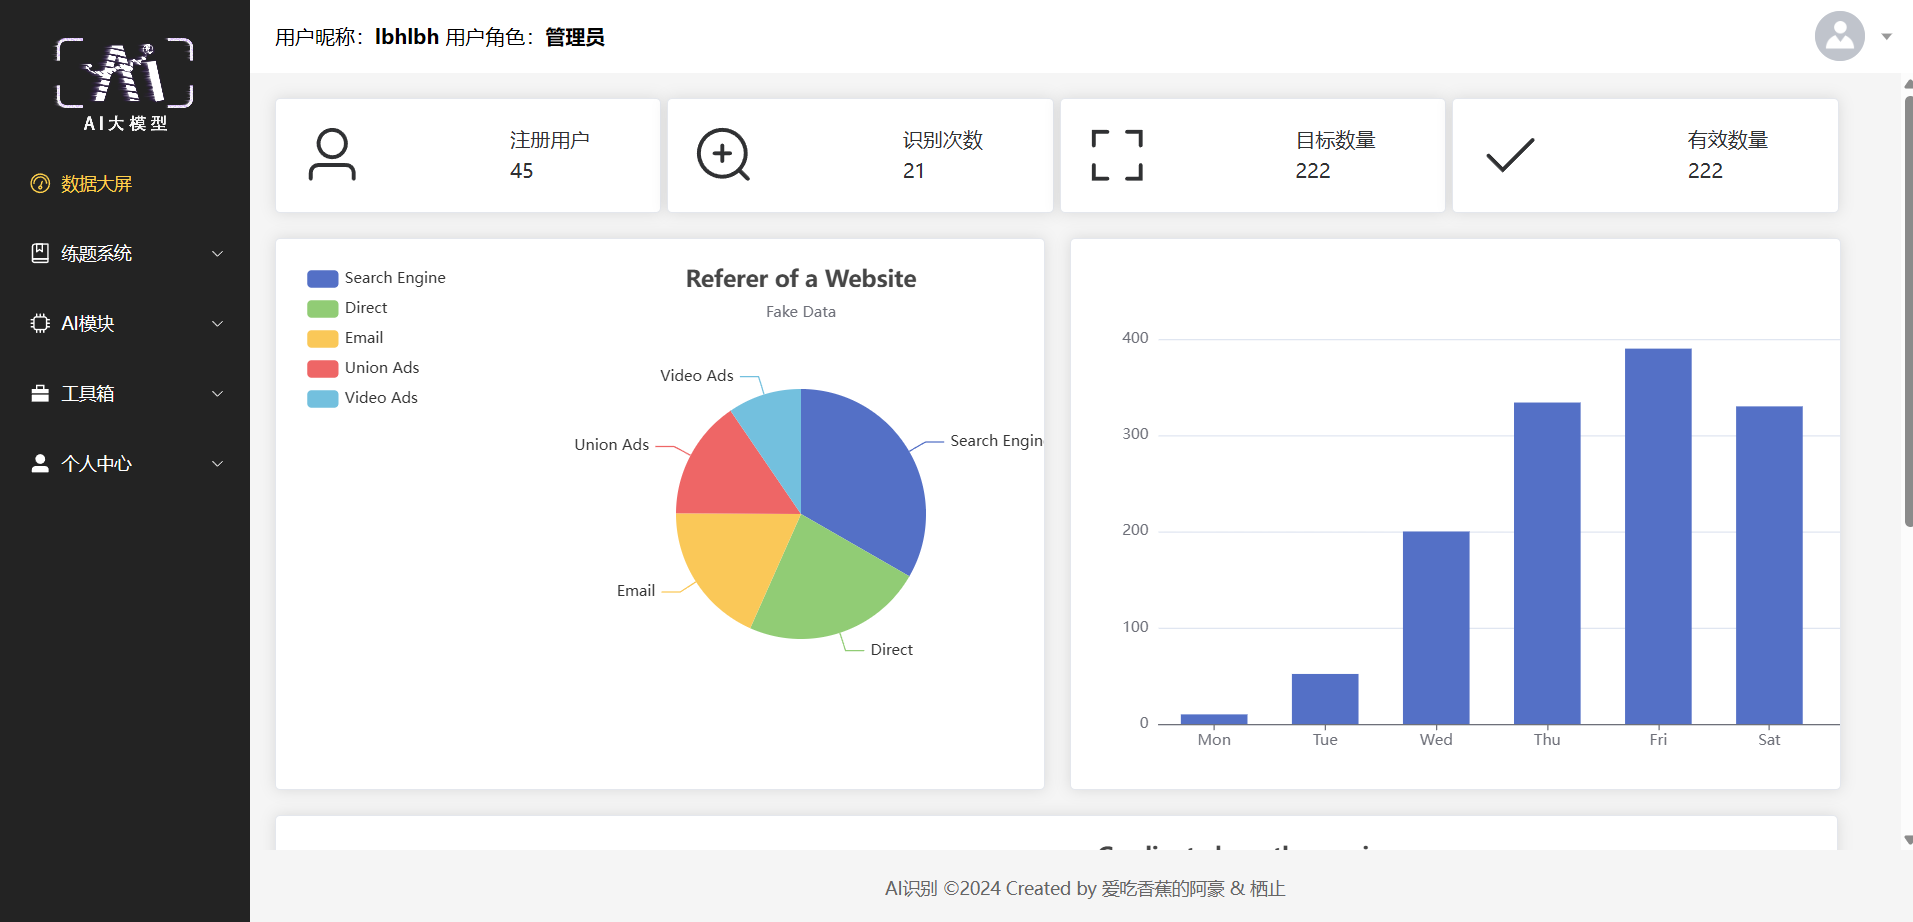 AI大模型
数据大屏
练题系统
AI模块
工具箱
个人中心
用户昵称：lbhlbh 用户角色：管理员
注册用户
45
识别次数
21
目标数量
222
有效数量
222
Search Engine
Direct
Email
Union Ads
Video Ads
Referer of a Website
Fake Data
Video Ads
Union Ads
Search Engin
Email
Direct
400
300
200
100
0
Mon Tue Wed Thu Fri Sat
AI识别 ©2024 Created by 爱吃香蕉的阿豪 & 栖止